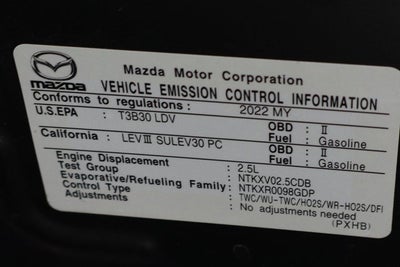 mazda
Mazda Motor Corporation
VEHICLE EMISSION CONTROL INFORMATION
Conforms to regulations : 2022 MY
U.S.EPA : T3B30 LDV OBD : II
Fuel : Gasoline
California : LEVIII SULEV30 PC OBD : II
Fuel : Gasoline
Engine Displacement : 2.5L
Test Group : NTKXV02.5CDB
Evaporative/Refueling Family: NTKXR0098GDP
Control Type : TWC/WU-TWC/HO2S/WR-HO2S/DFI
Adjustments : No adjustments needed
(PXHB)